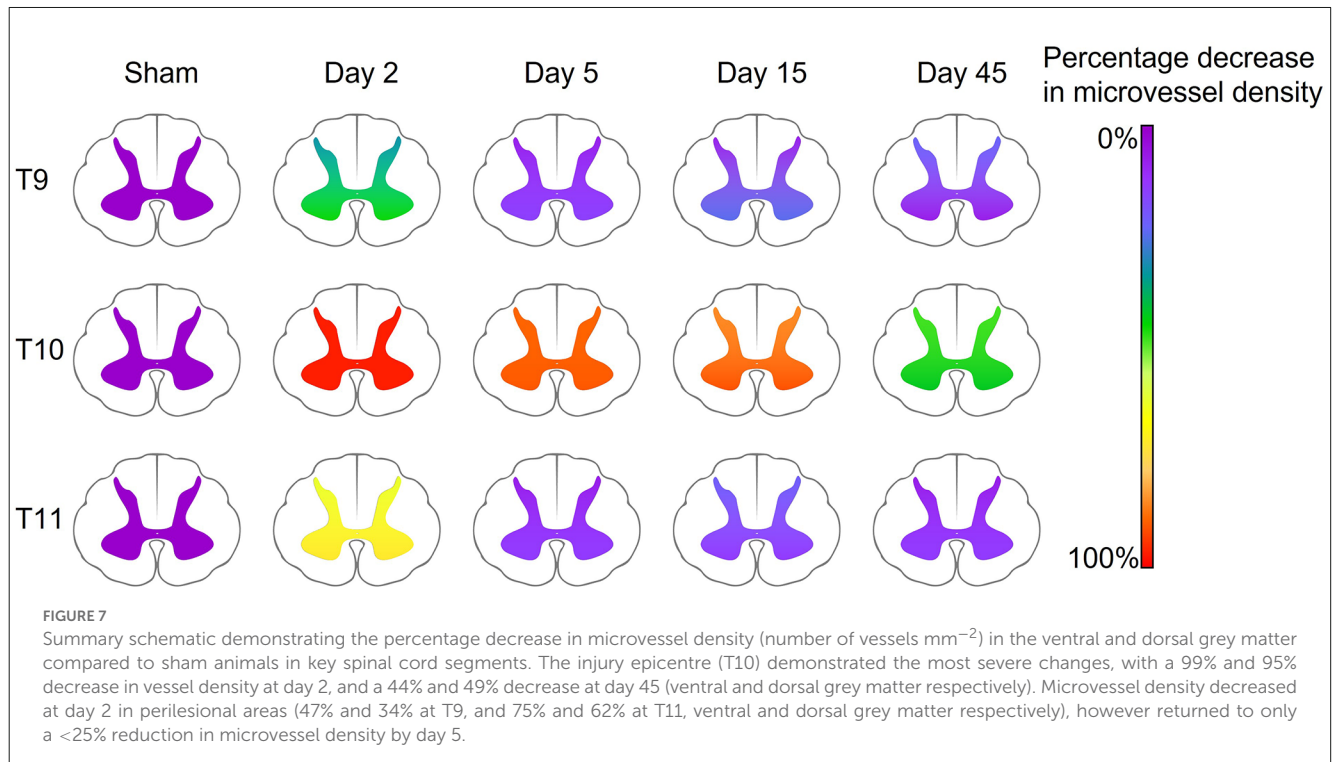 Sham Day 2 Day 5 Day 15 Day 45
Percentage decrease
in microvessel density
0%
T9
T10
T11
100%
FIGURE 7
Summary schematic demonstrating the percentage decrease in microvessel density (number of vessels mm⁻²) in the ventral and dorsal grey matter
compared to sham animals in key spinal cord segments. The injury epicentre (T10) demonstrated the most severe changes, with a 99% and 95%
decrease in vessel density at day 2, and a 44% and 49% decrease at day 45 (ventral and dorsal grey matter respectively). Microvessel density decreased
at day 2 in perilesional areas (47% and 34% at T9, and 75% and 62% at T11, ventral and dorsal grey matter respectively), however returned to only
a <25% reduction in microvessel density by day 5.